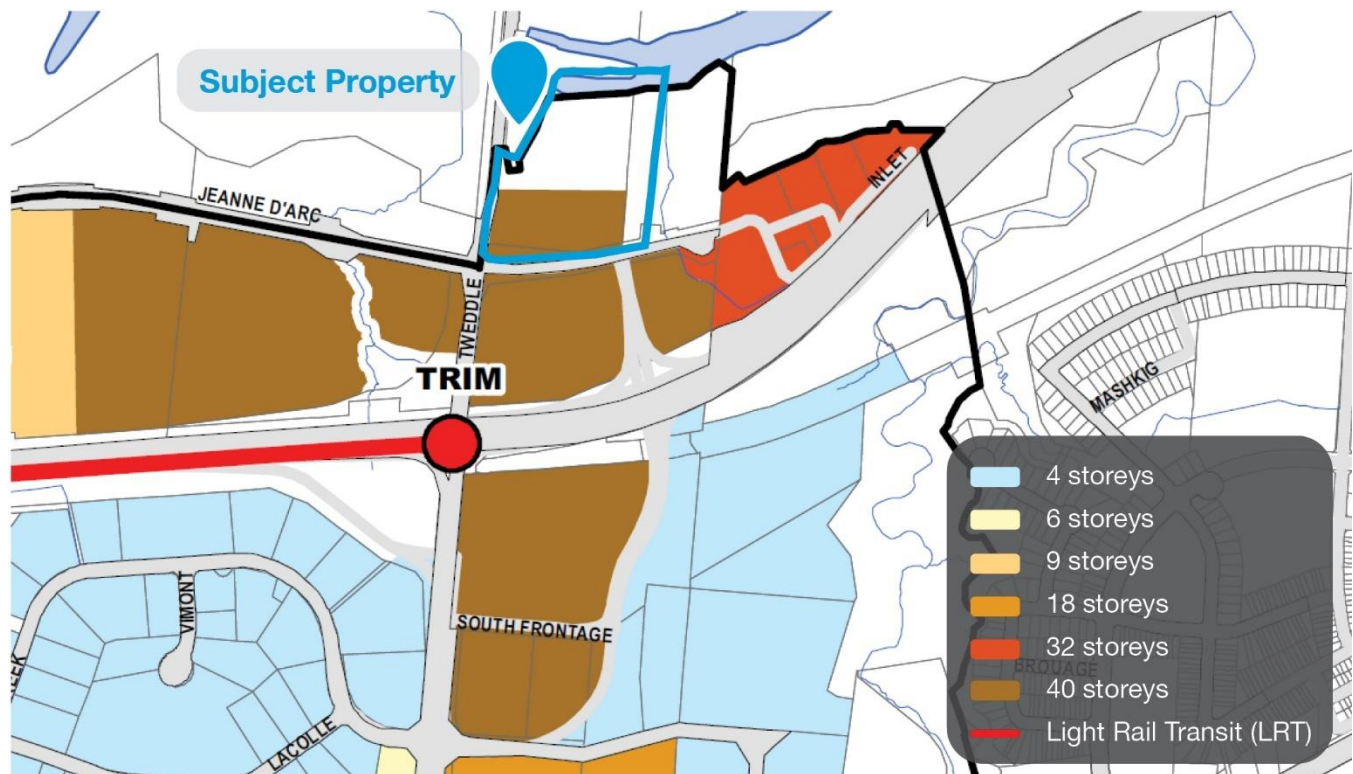 Subject Property
JEANNE D'ARC
INLET
TWEDDLE
TRIM
MASHKIG
SOUTH FRONTAGE
VIMONT
EEK
LACOLLE
4 storeys
6 storeys
9 storeys
18 storeys
32 storeys
BROUAGE
40 storeys
Light Rail Transit (LRT)